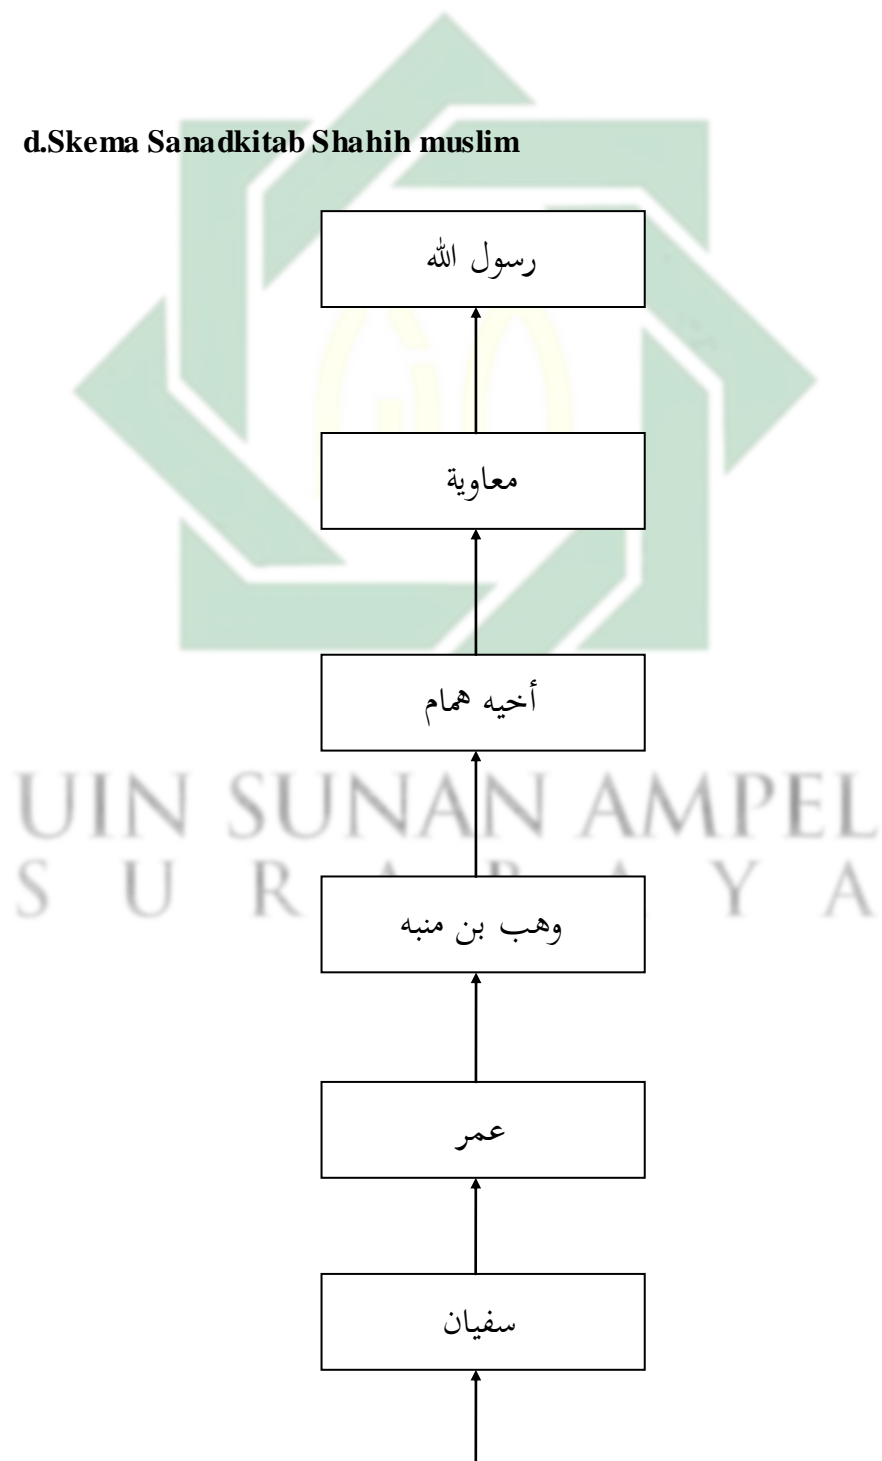 d.Skema Sanadkitab Shahih muslim
رسول الله
معاوية
أخيه همام
UIN SUNAN AMPEL
S U R A B A Y A
وهب بن منبه
عمر
سفيان